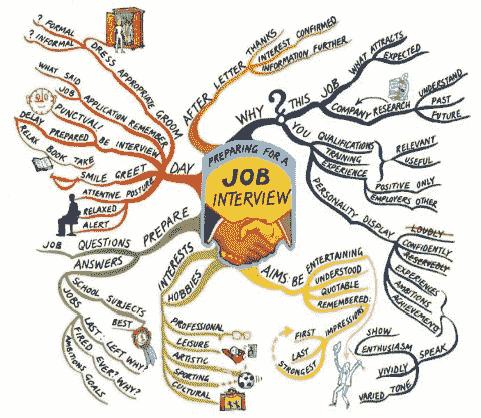 PREPARING FOR A
JOB
INTERVIEW
AFTER LETTER
THANKS
INTEREST CONFIRMED
INFORMATION FURTHER
WHY ?
THIS
JOB
WHAT ATTRACTS
EXPECTED
COMPANY RESEARCH
UNDERSTAND
PAST
FUTURE
YOU
QUALIFICATIONS
TRAINING
EXPERIENCE
RELEVANT
USEFUL
POSITIVE ONLY
EMPLOYERS OTHER
PERSONALITY DISPLAY
LOUDLY
CONFIDENTLY
RESERVEDLY
EXPERIENCES
AMBITIONS
ACHIEVEMENTS
SPEAK
SHOW
ENTHUSIASM
VIVIDLY
VARIED TONE
AIMS BE
ENTERTAINING
UNDERSTOOD
QUOTABLE
REMEMBERED
IMPRESSIONS
FIRST
LAST
STRONGEST
INTERESTS
HOBBIES
PROFESSIONAL
LEISURE
ARTISTIC
SPORTING
CULTURAL
PREPARE
QUESTIONS
JOB
ANSWERS
SCHOOL SUBJECTS
BEST
JOBS
LAST - LEFT WHY?
FIRED EVER? WHY?
AMBITIONS GOALS
DAY
DRESS APPROPRIATE GROOM
? FORMAL
? INFORMAL
APPLICATION REMEMBER
WHAT SAID
JOB
PUNCTUAL!
PREPARED BE INTERVIEW
DELAY
RELAX BOOK TAKE
SMILE GREET
ATTENTIVE POSTURE
RELAXED
ALERT